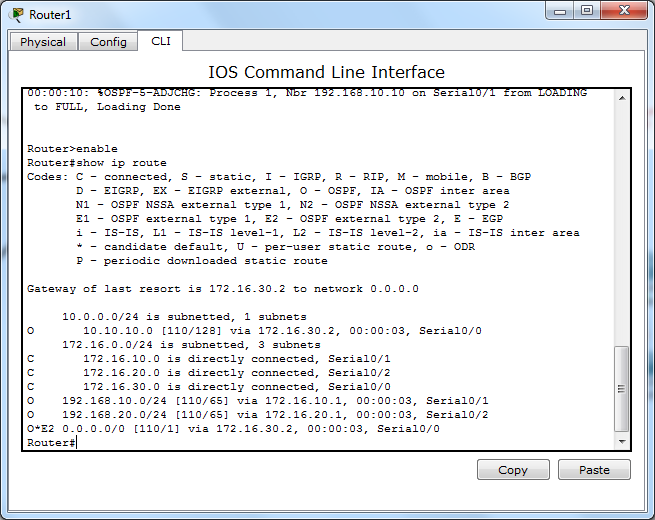 Router1
Physical
Config
CLI
IOS Command Line Interface
00:00:10: %OSPF-5-ADJCHG: Process 1, Nbr 192.168.10.10 on Serial0/1 from LOADING
 to FULL, Loading Done
Router>enable
Router#show ip route
Codes: C - connected, S - static, I - IGRP, R - RIP, M - mobile, B - BGP
       D - EIGRP, EX - EIGRP external, O - OSPF, IA - OSPF inter area
       N1 - OSPF NSSA external type 1, N2 - OSPF NSSA external type 2
       E1 - OSPF external type 1, E2 - OSPF external type 2, E - EGP
       i - IS-IS, L1 - IS-IS level-1, L2 - IS-IS level-2, ia - IS-IS inter area
       * - candidate default, U - per-user static route, o - ODR
       P - periodic downloaded static route
Gateway of last resort is 172.16.30.2 to network 0.0.0.0
     10.0.0.0/24 is subnetted, 1 subnets
O       10.10.10.0 [110/128] via 172.16.30.2, 00:00:03, Serial0/0
     172.16.0.0/24 is subnetted, 3 subnets
C       172.16.10.0 is directly connected, Serial0/1
C       172.16.20.0 is directly connected, Serial0/2
C       172.16.30.0 is directly connected, Serial0/0
O    192.168.10.0/24 [110/65] via 172.16.10.1, 00:00:03, Serial0/1
O    192.168.20.0/24 [110/65] via 172.16.20.1, 00:00:03, Serial0/2
O*E2 0.0.0.0/0 [110/1] via 172.16.30.2, 00:00:03, Serial0/0
Router#
Copy
Paste